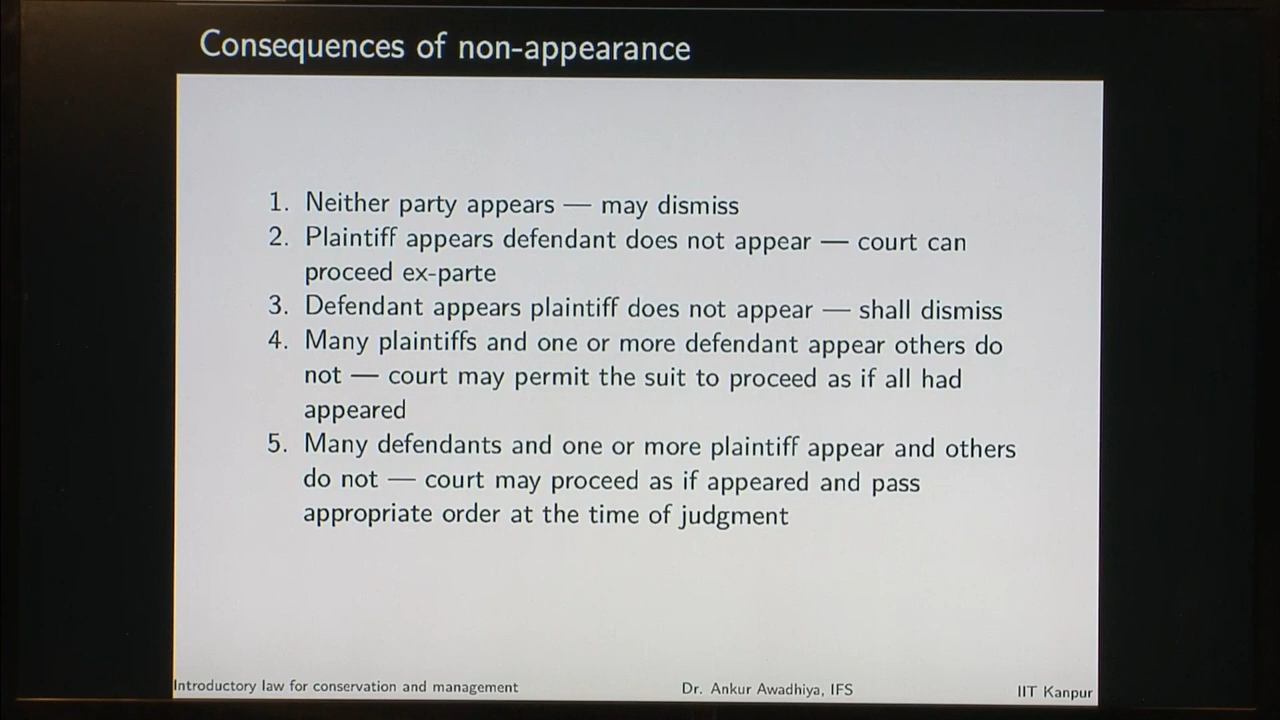 Consequences of non-appearance
1. Neither party appears — may dismiss
2. Plaintiff appears defendant does not appear — court can
proceed ex-parte
3. Defendant appears plaintiff does not appear — shall dismiss
4. Many plaintiffs and one or more defendant appear others do
not — court may permit the suit to proceed as if all had
appeared
5. Many defendants and one or more plaintiff appear and others
do not — court may proceed as if appeared and pass
appropriate order at the time of judgment
Introductory law for conservation and management
Dr. Ankur Awadhiya, IFS
IIT Kanpur